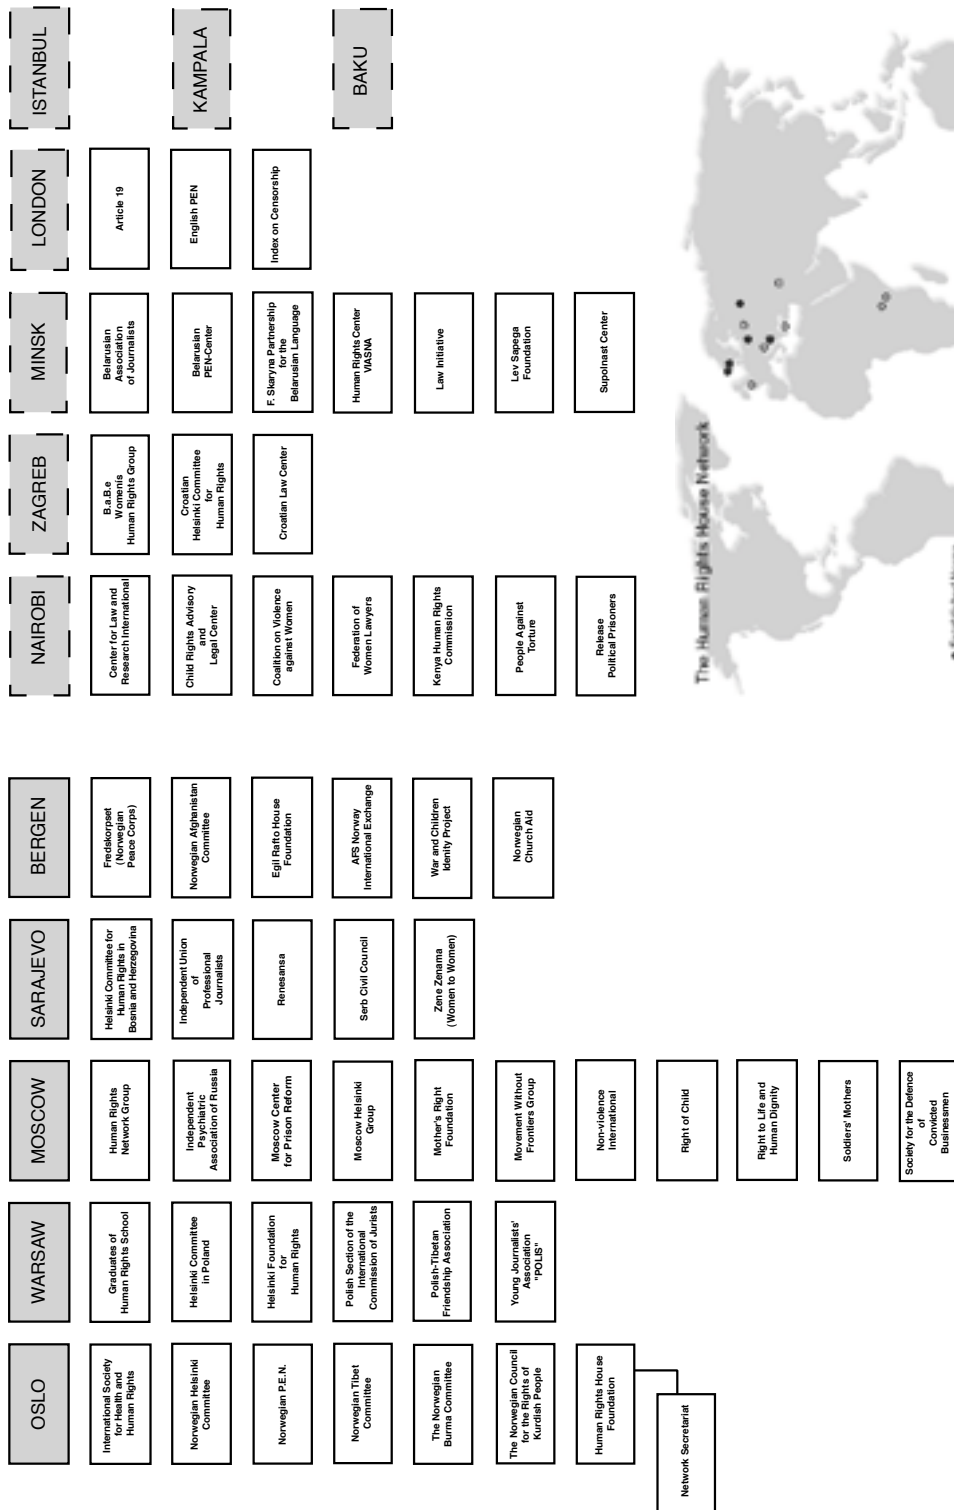 OSLO
International Society
for Health and
Human Rights
Norwegian Helsinki
Committee
Norwegian P.E.N.
Norwegian Tibet
Committee
The Norwegian
Burma Committee
The Norwegian Council
for the Rights of
Kurdish People
Human Rights House
Foundation
Network Secretariat
WARSAW
Graduates of
Human Rights School
Helsinki Committee
in Poland
Helsinki Foundation
for
Human Rights
Polish Section of the
International
Commission of Jurists
Polish-Tibetan
Friendship Association
Young Journalists'
Association
"POLIS"
MOSCOW
Human Rights
Network Group
Independent
Psychiatric
Association of Russia
Moscow Center
for Prison Reform
Moscow Helsinki
Group
Mother's Right
Foundation
Movement Without
Frontiers Group
Non-violence
International
Right of Child
Right to Life and
Human Dignity
Soldiers' Mothers
Society for the Defence
of
Convicted
Businessmen
SARAJEVO
Helsinki Committee for
Human Rights in
Bosnia and Herzegovina
Independent Union
of
Professional
Journalists
Renesansa
Serb Civil Council
Zene Zenama
(Women to Women)
BERGEN
Fredskorpset
(Norwegian
Peace Corps)
Norwegian Afghanistan
Committee
Egil Rafto House
Foundation
AFS Norway
International Exchange
War and Children
Idenity Project
Norwegian
Church Aid
NAIROBI
Center for Law and
Research International
Child Rights Advisory
and
Legal Center
Coalition on Violence
against Women
Federation of
Women Lawyers
Kenya Human Rights
Commission
People Against
Torture
Release
Political Prisoners
ZAGREB
B.a.B.e
Womenís
Human Rights Group
Croatian
Helsinki Committee
for
Human Rights
Croatian Law Center
MINSK
Belarusian
Association
of Journalists
Belarusian
PEN-Center
F. Skaryna Partnership
for the
Belarusian Language
Human Rights Center
VIASNA
Law Initiative
Lev Sapega
Foundation
Supolnast Center
LONDON
Article 19
English PEN
Index on Censorship
ISTANBUL
KAMPALA
BAKU
The Human Rights House Network